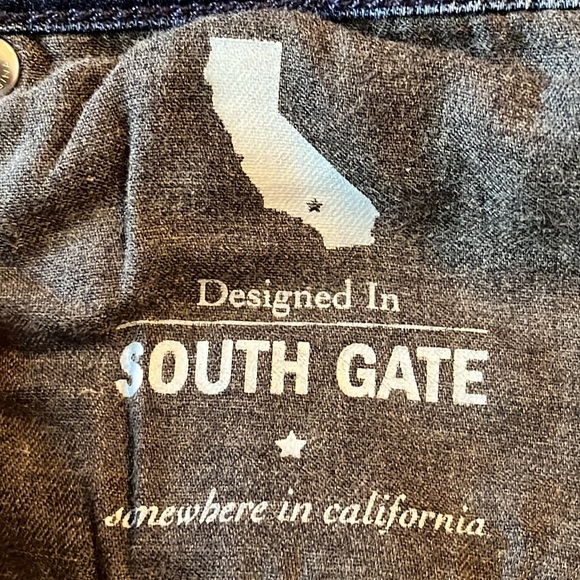 Designed In
SOUTH GATE
somewhere in california